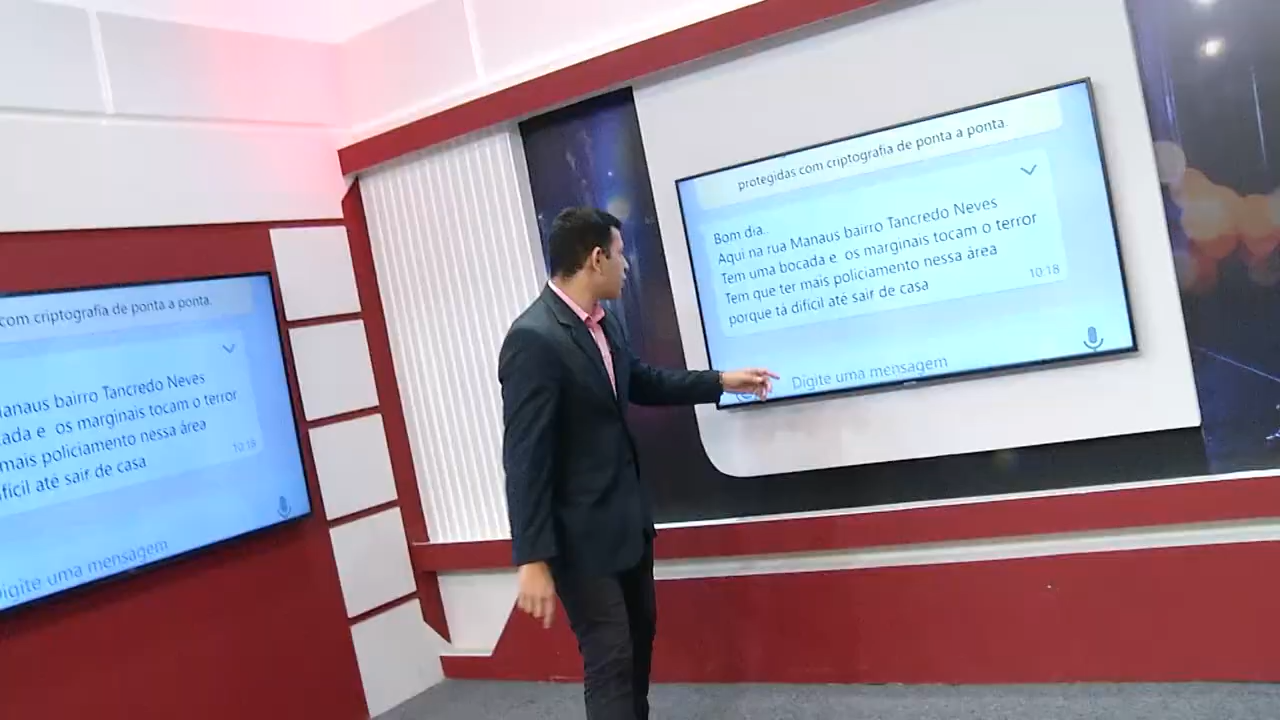 protegidas com criptografia de ponta a ponta.
Bom dia..
Aqui na rua Manaus bairro Tancredo Neves
Tem uma bocada e os marginais tocam o terror
Tem que ter mais policiamento nessa área
porque tá difícil até sair de casa
10:18
Digite uma mensagem
com criptografia de ponta a ponta.
Manaus bairro Tancredo Neves
cada e os marginais tocam o terror
mais policiamento nessa área
ifícil até sair de casa
10:18
Digite uma mensagem